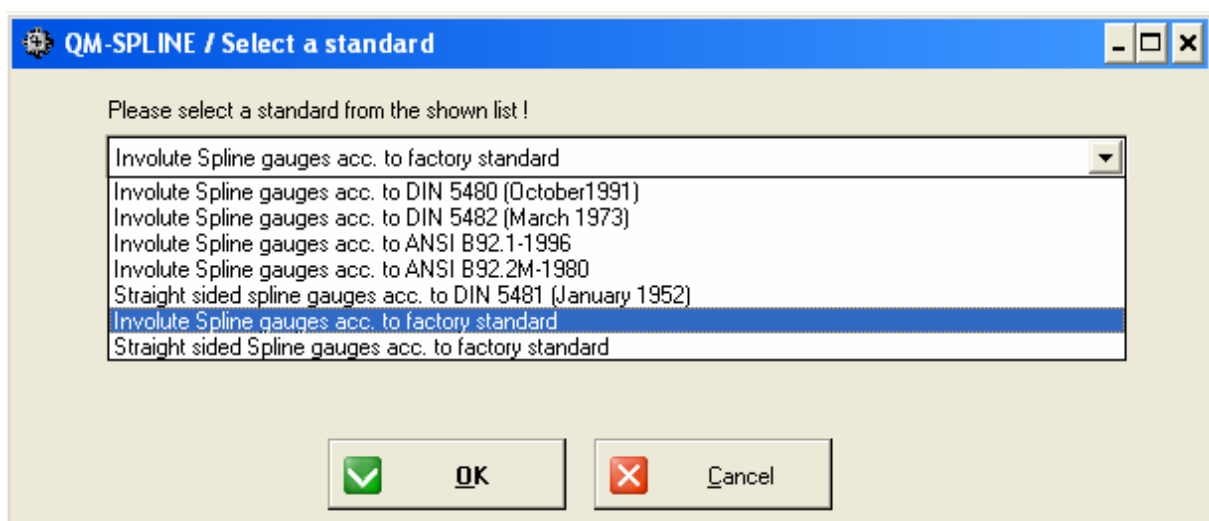 QM-SPLINE / Select a standard
Please select a standard from the shown list !
Involute Spline gauges acc. to factory standard
Involute Spline gauges acc. to DIN 5480 (October1991)
Involute Spline gauges acc. to DIN 5482 (March 1973)
Involute Spline gauges acc. to ANSI B92.1-1996
Involute Spline gauges acc. to ANSI B92.2M-1980
Straight sided spline gauges acc. to DIN 5481 (January 1952)
Involute Spline gauges acc. to factory standard
Straight sided Spline gauges acc. to factory standard
OK
Cancel